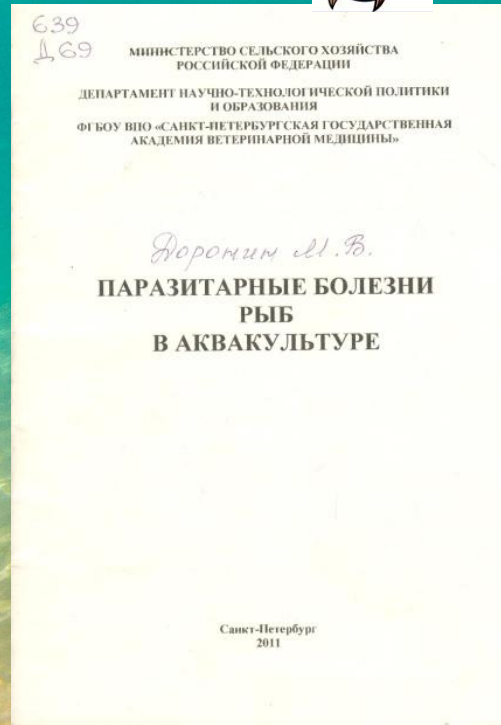 639
Д 69
МИНИСТЕРСТВО СЕЛЬСКОГО ХОЗЯЙСТВА
РОССИЙСКОЙ ФЕДЕРАЦИИ
ДЕПАРТАМЕНТ НАУЧНО-ТЕХНОЛОГИЧЕСКОЙ ПОЛИТИКИ
И ОБРАЗОВАНИЯ
ФГБОУ ВПО «САНКТ-ПЕТЕРБУРГСКАЯ ГОСУДАРСТВЕННАЯ
АКАДЕМИЯ ВЕТЕРИНАРНОЙ МЕДИЦИНЫ»
Доронин М. В.
ПАРАЗИТАРНЫЕ БОЛЕЗНИ
РЫБ
В АКВАКУЛЬТУРЕ
Санкт-Петербург
2011